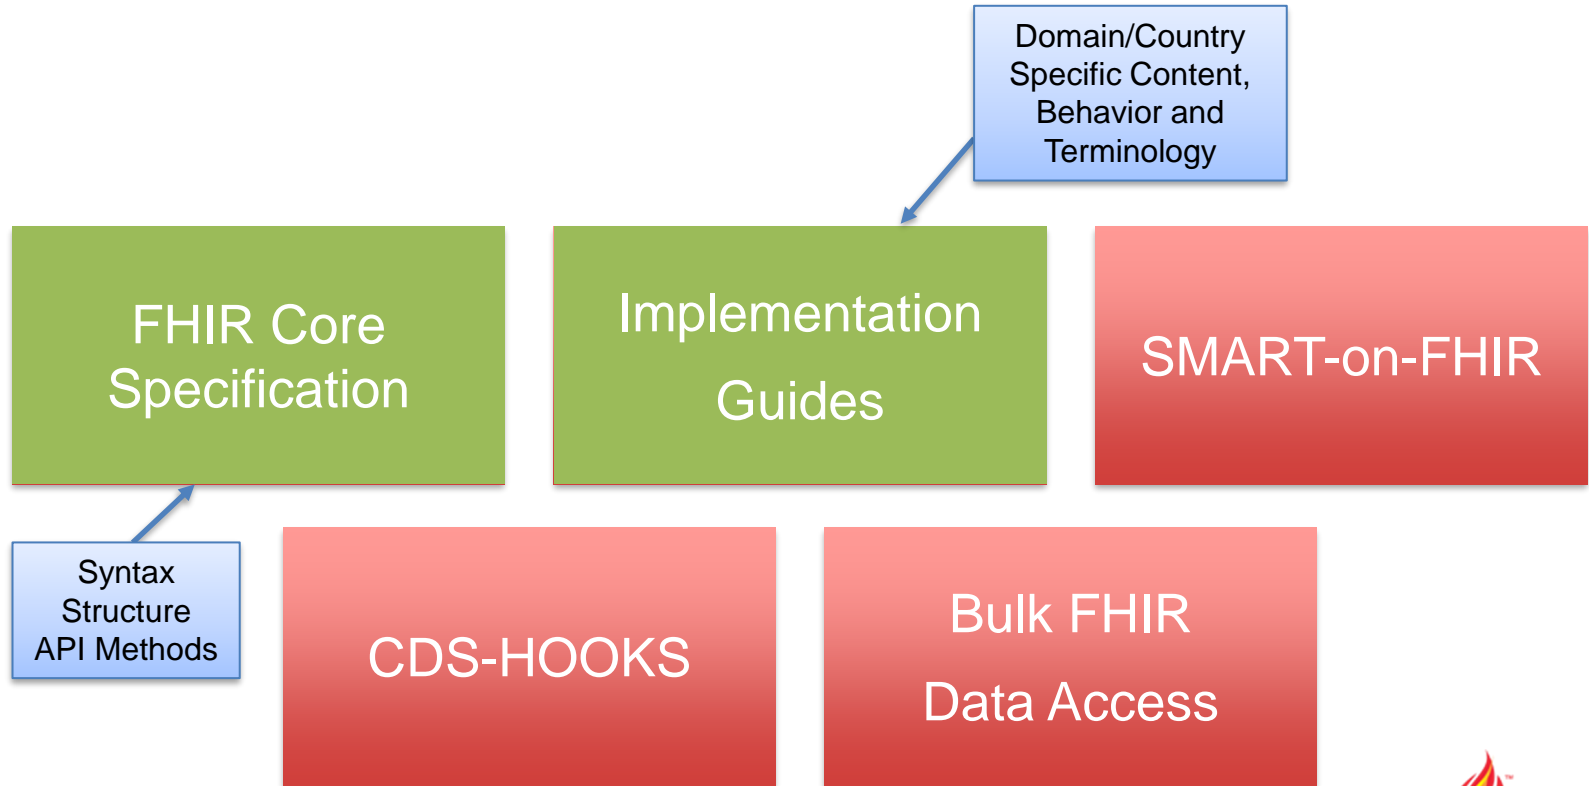 Domain/Country
Specific Content,
Behavior and
Terminology
FHIR Core
Specification
Implementation
Guides
SMART-on-FHIR
Syntax
Structure
API Methods
CDS-HOOKS
Bulk FHIR
Data Access
™